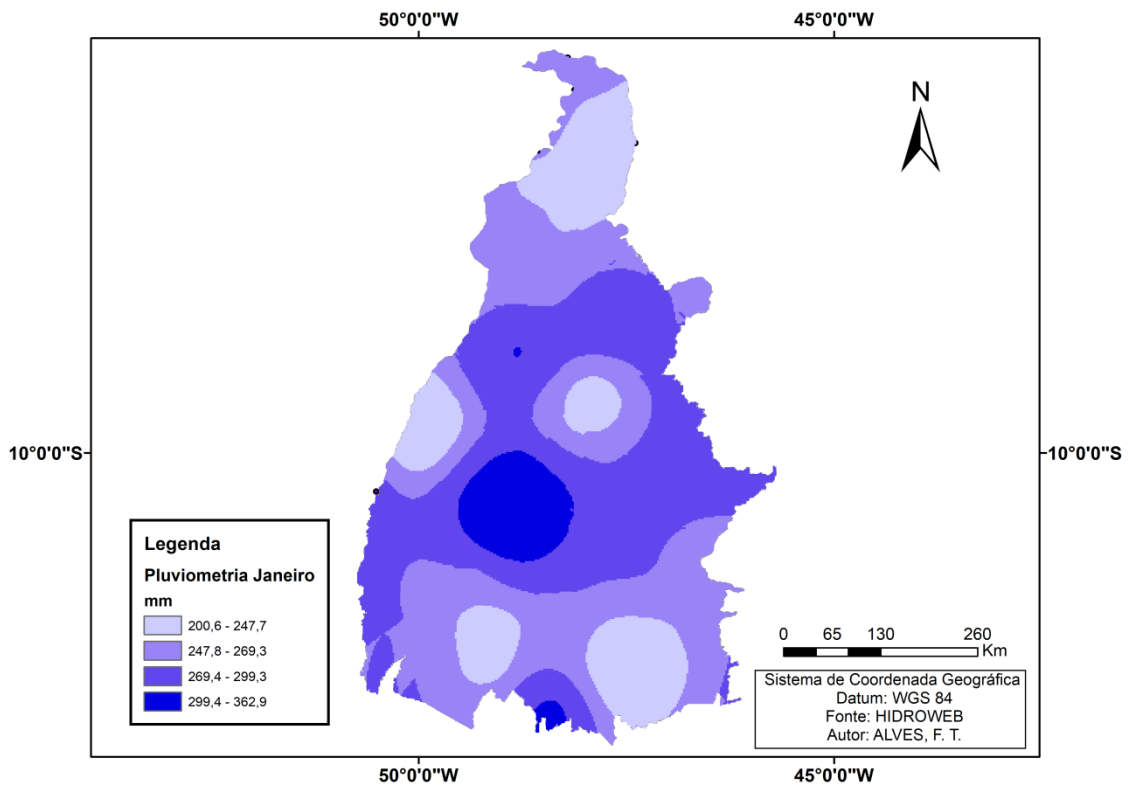 50°0'0"W 45°0'0"W
N
10°0'0"S 10°0'0"S
Legenda
Pluviometria Janeiro
mm
200,6 - 247,7
247,8 - 269,3
269,4 - 299,3
299,4 - 362,9
0 65 130 260
Km
Sistema de Coordenada Geográfica
Datum: WGS 84
Fonte: HIDROWEB
Autor: ALVES, F. T.
50°0'0"W 45°0'0"W